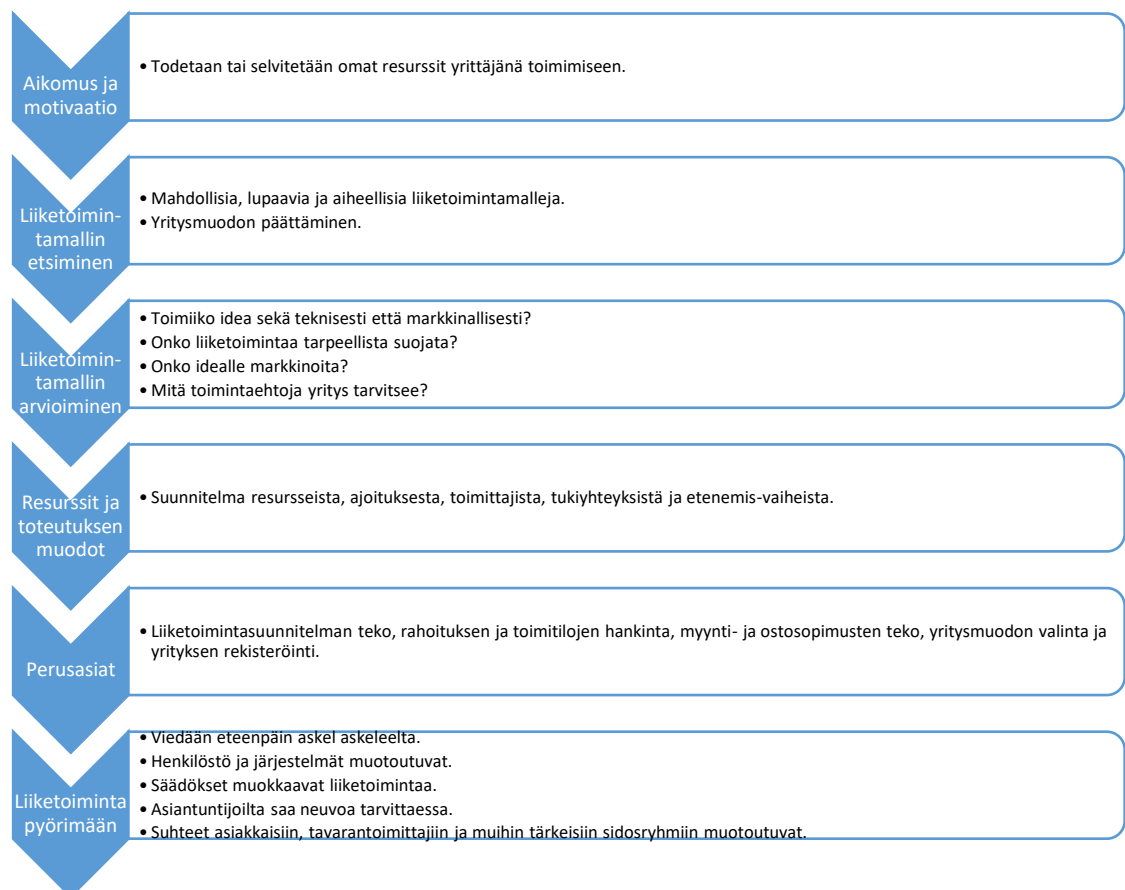 Aikomus ja
motivaatio
• Todetaan tai selvitetään omat resurssit yrittäjänä toimimiseen.
Liiketoimin-
tamallin
etsiminen
• Mahdollisia, lupaavia ja aiheellisia liiketoimintamalleja.
• Yritysmuodon päättäminen.
Liiketoimin-
tamallin
arvioiminen
• Toimiiko idea sekä teknisesti että markkinallisesti?
• Onko liiketoimintaa tarpeellista suojata?
• Onko idealle markkinoita?
• Mitä toimintaehtoja yritys tarvitsee?
Resurssit ja
toteutuksen
muodot
• Suunnitelma resursseista, ajoituksesta, toimittajista, tukiyhteyksistä ja etenemis-vaiheista.
Perusasiat
• Liiketoimintasuunnitelman teko, rahoituksen ja toimitilojen hankinta, myynti- ja ostosopimusten teko, yritysmuodon valinta ja
yrityksen rekisteröinti.
Liiketoiminta
pyörimään
• Viedään eteenpäin askel askeleelta.
• Henkilöstö ja järjestelmät muotoutuvat.
• Säädökset muokkaavat liiketoimintaa.
• Asiantuntijoilta saa neuvoa tarvittaessa.
• Suhteet asiakkaisiin, tavarantoimittajiin ja muihin tärkeisiin sidosryhmiin muotoutuvat.